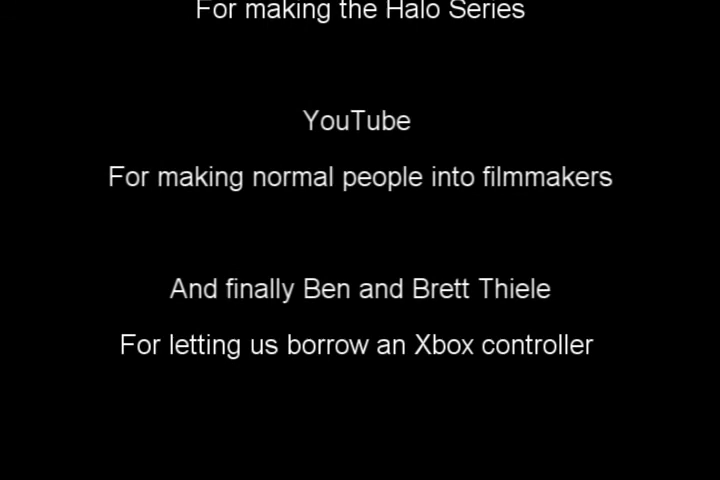 For making the Halo Series
YouTube
For making normal people into filmmakers
And finally Ben and Brett Thiele
For letting us borrow an Xbox controller